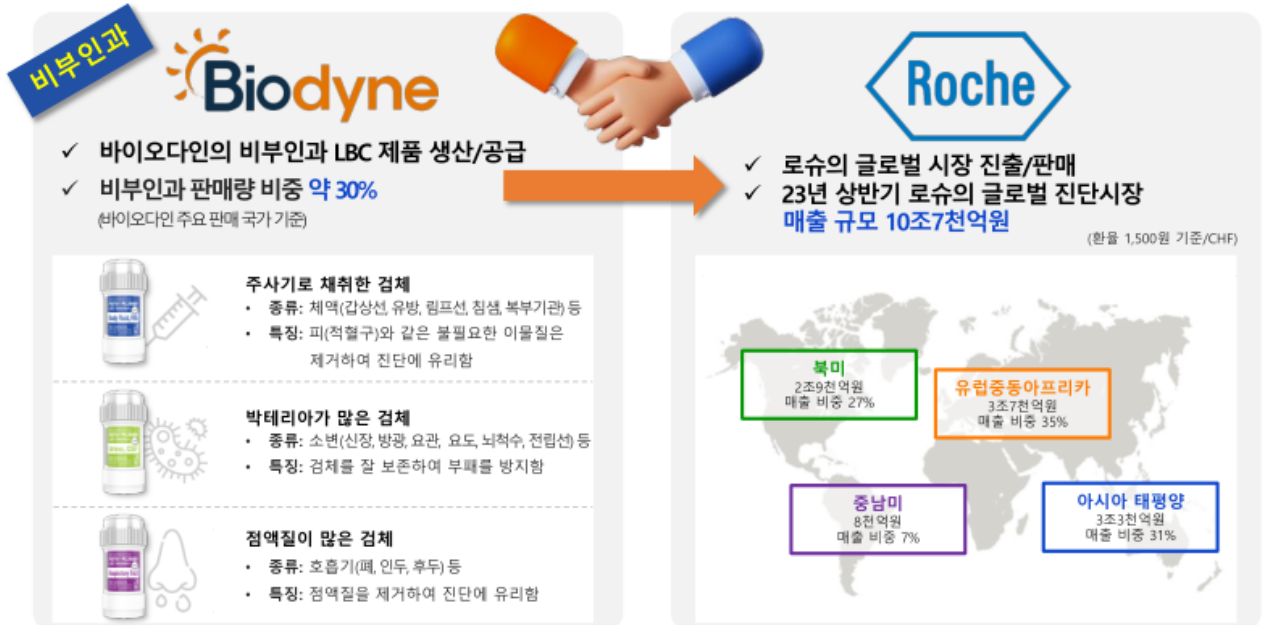 비부인과
Biodyne
✓ 바이오다인의 비부인과 LBC 제품 생산/공급
✓ 비부인과 판매량 비중 약 30%
(바이오다인 주요 판매 국가 기준)
주사기로 채취한 검체
• 종류: 체액(갑상선, 유방, 림프선, 침샘, 복부기관) 등
• 특징: 피(적혈구)와 같은 불필요한 이물질은
제거하여 진단에 유리함
박테리아가 많은 검체
• 종류: 소변(신장, 방광, 요관, 요도, 뇌척수, 전립선) 등
• 특징: 검체를 잘 보존하여 부패를 방지함
점액질이 많은 검체
• 종류: 호흡기(폐, 인두, 후두) 등
• 특징: 점액질을 제거하여 진단에 유리함
Roche
✓ 로슈의 글로벌 시장 진출/판매
✓ 23년 상반기 로슈의 글로벌 진단시장
매출 규모 10조7천억원
(환율 1,500원 기준/CHF)
북미
2조9천억원
매출 비중 27%
유럽중동아프리카
3조7천억원
매출 비중 35%
중남미
8천억원
매출 비중 7%
아시아 태평양
3조3천억원
매출 비중 31%